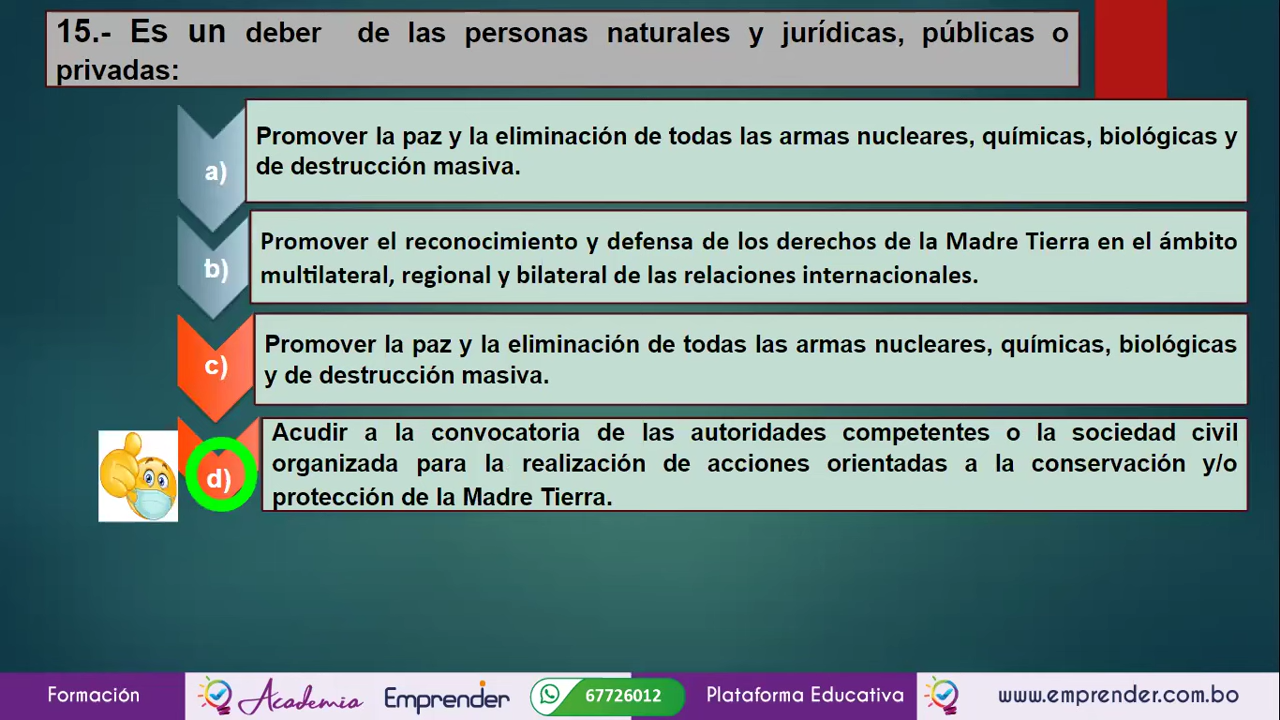 15.- Es un deber de las personas naturales y jurídicas, públicas o
privadas:
a)
Promover la paz y la eliminación de todas las armas nucleares, químicas, biológicas y
de destrucción masiva.
b)
Promover el reconocimiento y defensa de los derechos de la Madre Tierra en el ámbito
multilateral, regional y bilateral de las relaciones internacionales.
c)
Promover la paz y la eliminación de todas las armas nucleares, químicas, biológicas
y de destrucción masiva.
d)
Acudir a la convocatoria de las autoridades competentes o la sociedad civil
organizada para la realización de acciones orientadas a la conservación y/o
protección de la Madre Tierra.
Formación Academia Emprender 67726012 Plataforma Educativa www.emprender.com.bo